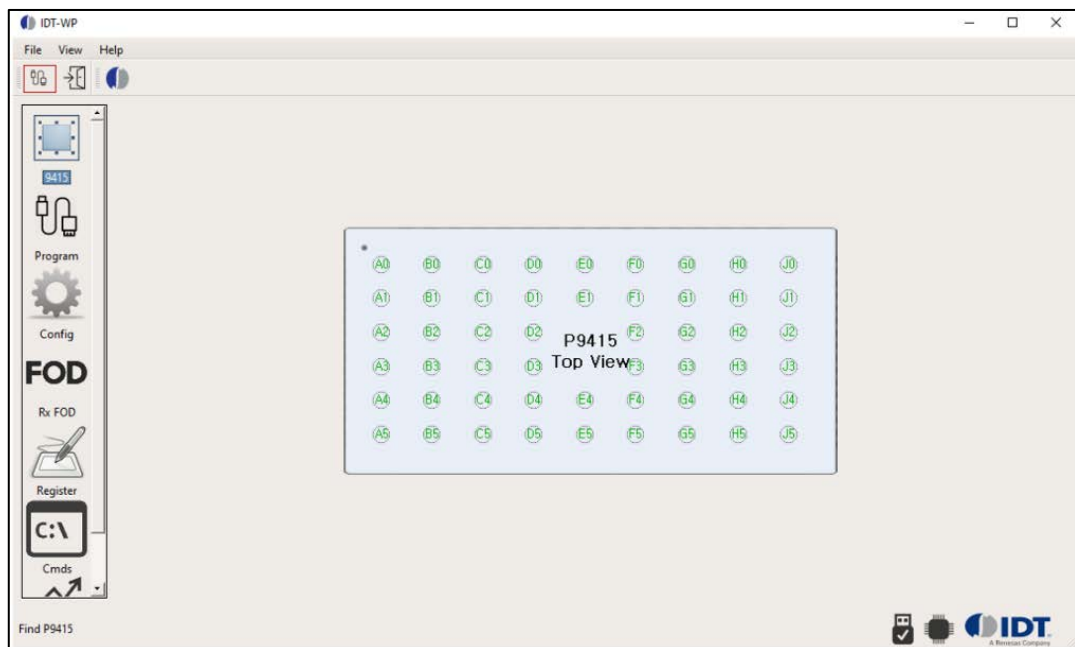 IDT-WP
File View Help
9415
Program
Config
FOD
Rx FOD
Register
C:\
Cmds
A0 B0 C0 D0 E0 F0 G0 H0 J0
A1 B1 C1 D1 E1 F1 G1 H1 J1
A2 B2 C2 D2 F2 G2 H2 J2
P9415
Top View
A3 B3 C3 D3 F3 G3 H3 J3
A4 B4 C4 D4 E4 F4 G4 H4 J4
A5 B5 C5 D5 E5 F5 G5 H5 J5
Find P9415
IDT
A Renesas Company